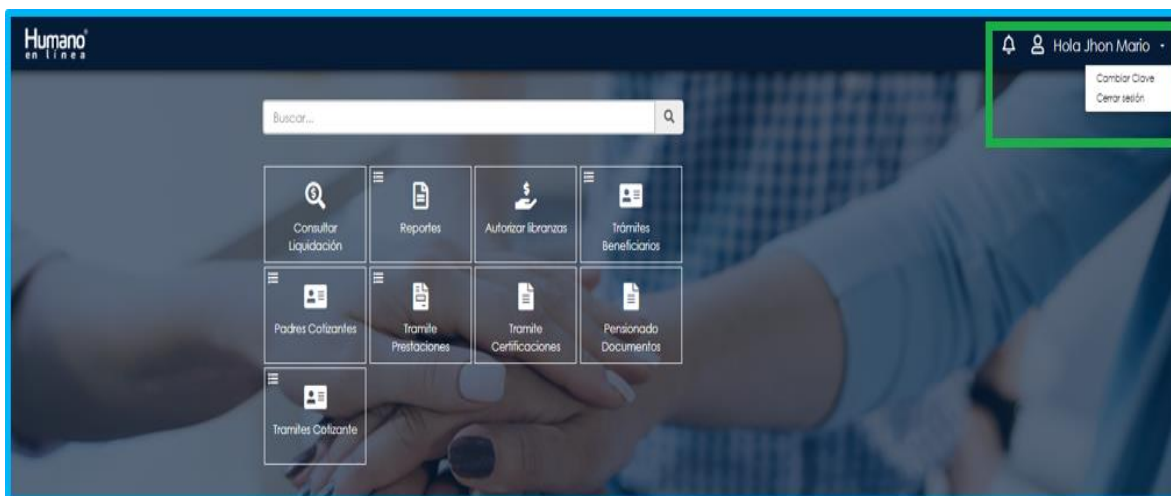 Humano®
en línea
Hola Jhon Mario
Cambiar Clave
Cerrar sesión
Buscar...
Consultar
Liquidación
Reportes
Autorizar libranzas
Trámites
Beneficiarios
Padres Cotizantes
Tramite
Prestaciones
Tramite
Certificaciones
Pensionado
Documentos
Tramites Cotizante